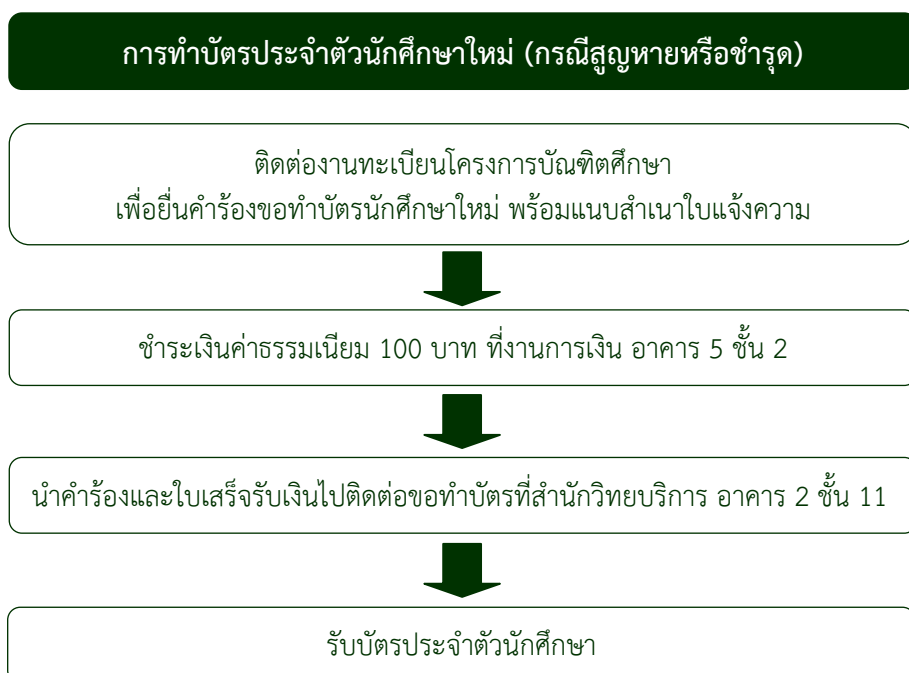 การทำบัตรประจำตัวนักศึกษาใหม่ (กรณีสูญหายหรือชำรุด)
ติดต่องานทะเบียนโครงการบัณฑิตศึกษา
เพื่อยื่นคำร้องขอทำบัตรนักศึกษาใหม่ พร้อมแนบสำเนาใบแจ้งความ
ชำระเงินค่าธรรมเนียม 100 บาท ที่งานการเงิน อาคาร 5 ชั้น 2
นำคำร้องและใบเสร็จรับเงินไปติดต่อขอทำบัตรที่สำนักวิทยบริการ อาคาร 2 ชั้น 11
รับบัตรประจำตัวนักศึกษา